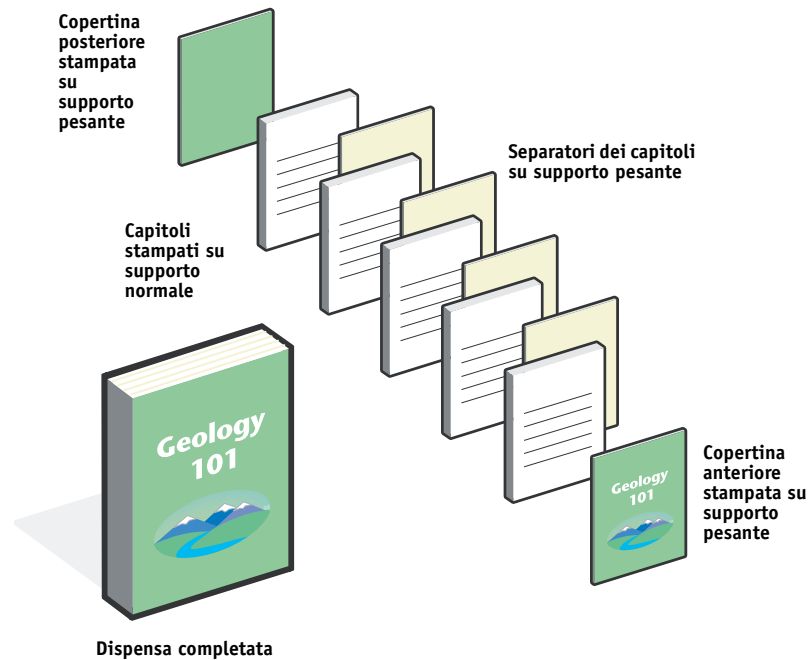 Copertina
posteriore
stampata
su
supporto
pesante
Separatori dei capitoli
su supporto pesante
Capitoli
stampati su
supporto
normale
Geology
101
Geology
101
Copertina
anteriore
stampata su
supporto
pesante
Dispensa completata